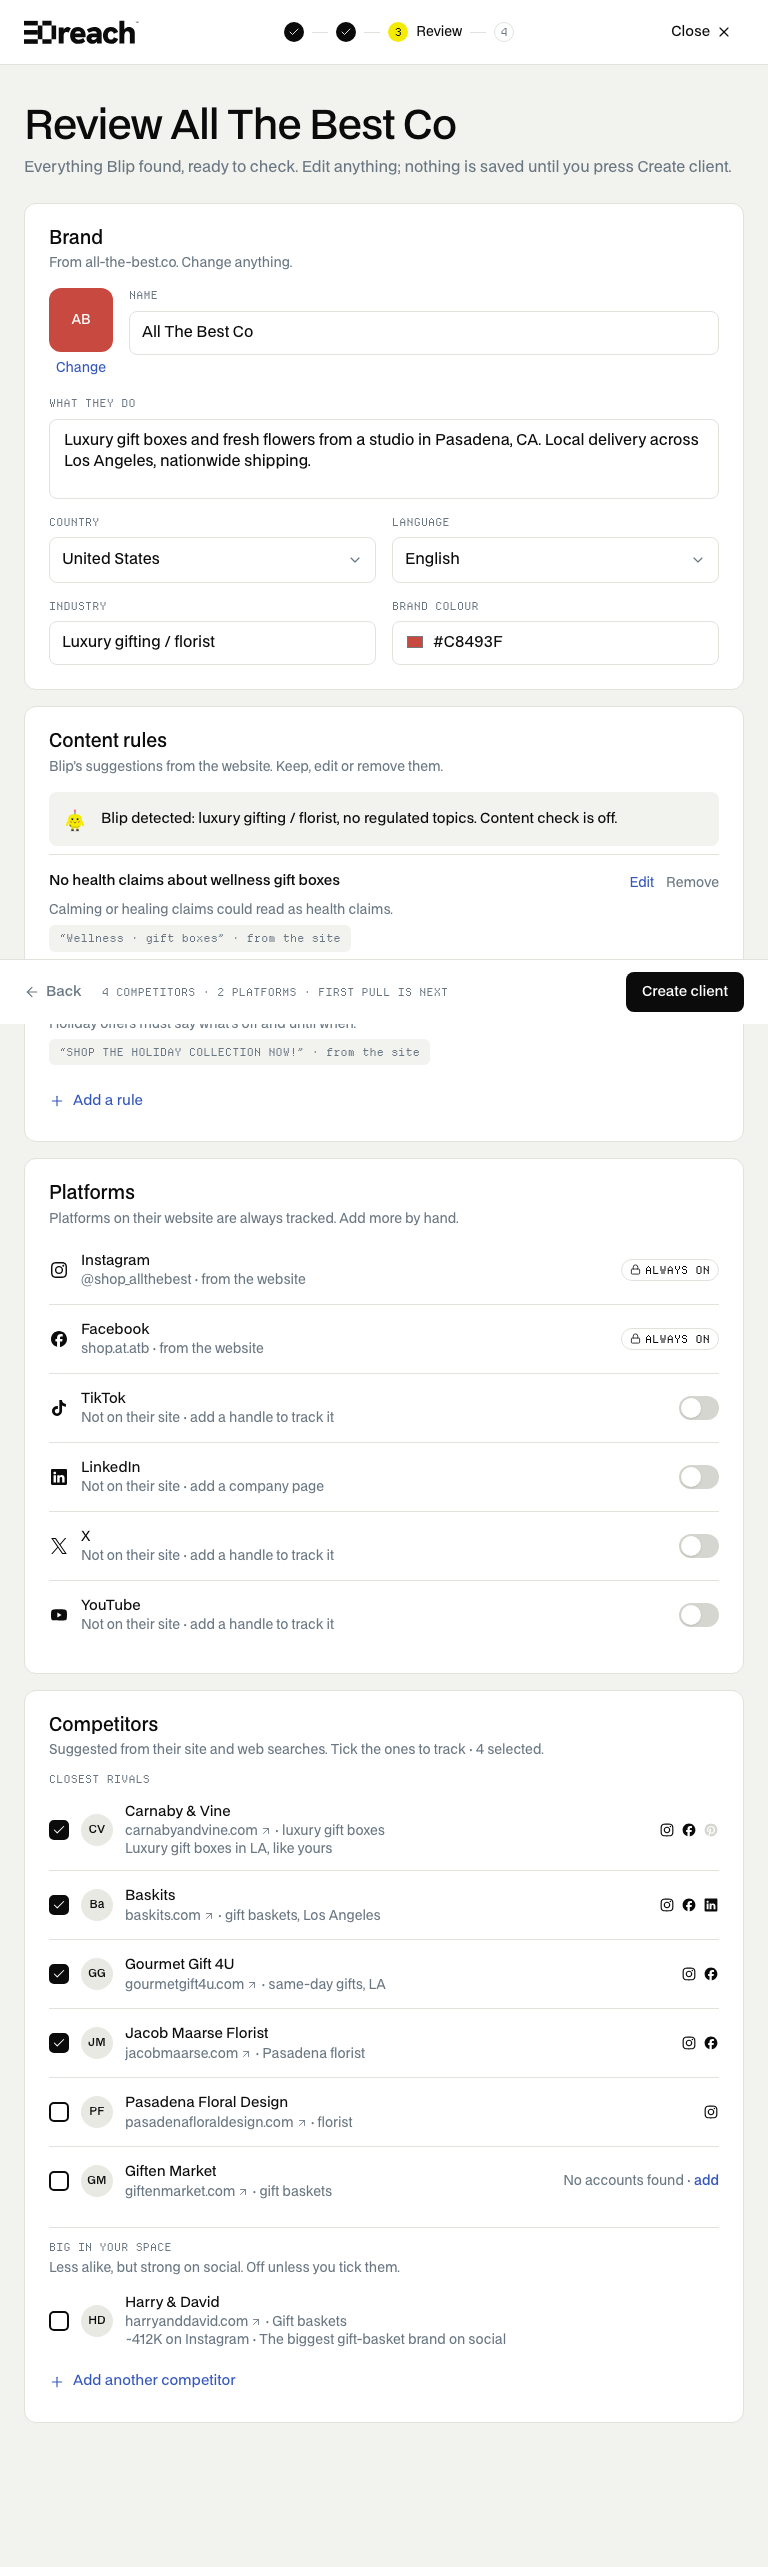 reach
3 Review
4
Close
Review All The Best Co
Everything Blip found, ready to check. Edit anything; nothing is saved until you press Create client.
Brand
From all-the-best.co. Change anything.
AB
Change
NAME
All The Best Co
WHAT THEY DO
Luxury gift boxes and fresh flowers from a studio in Pasadena, CA. Local delivery across
Los Angeles, nationwide shipping.
COUNTRY
United States
LANGUAGE
English
INDUSTRY
Luxury gifting / florist
BRAND COLOUR
#C8493F
Content rules
Blip's suggestions from the website. Keep, edit or remove them.
Blip detected: luxury gifting / florist, no regulated topics. Content check is off.
No health claims about wellness gift boxes
Edit Remove
Calming or healing claims could read as health claims.
"Wellness · gift boxes" · from the site
Back
4 COMPETITORS · 2 PLATFORMS · FIRST PULL IS NEXT
Create client
Holiday offers must say what's off and until when.
"SHOP THE HOLIDAY COLLECTION NOW!" · from the site
+ Add a rule
Platforms
Platforms on their website are always tracked. Add more by hand.
Instagram
@shop_allthebest · from the website
ALWAYS ON
Facebook
shop.at.atb · from the website
ALWAYS ON
TikTok
Not on their site · add a handle to track it
LinkedIn
Not on their site · add a company page
X
Not on their site · add a handle to track it
YouTube
Not on their site · add a handle to track it
Competitors
Suggested from their site and web searches. Tick the ones to track · 4 selected.
CLOSEST RIVALS
CV
Carnaby & Vine
carnabyandvine.com ↗ · luxury gift boxes
Luxury gift boxes in LA, like yours
Ba
Baskits
baskits.com ↗ · gift baskets, Los Angeles
GG
Gourmet Gift 4U
gourmetgift4u.com ↗ · same-day gifts, LA
JM
Jacob Maarse Florist
jacobmaarse.com ↗ · Pasadena florist
PF
Pasadena Floral Design
pasadenafloraldesign.com ↗ · florist
GM
Giften Market
giftenmarket.com ↗ · gift baskets
No accounts found · add
BIG IN YOUR SPACE
Less alike, but strong on social. Off unless you tick them.
HD
Harry & David
harryanddavid.com ↗ · Gift baskets
~412K on Instagram · The biggest gift-basket brand on social
+ Add another competitor